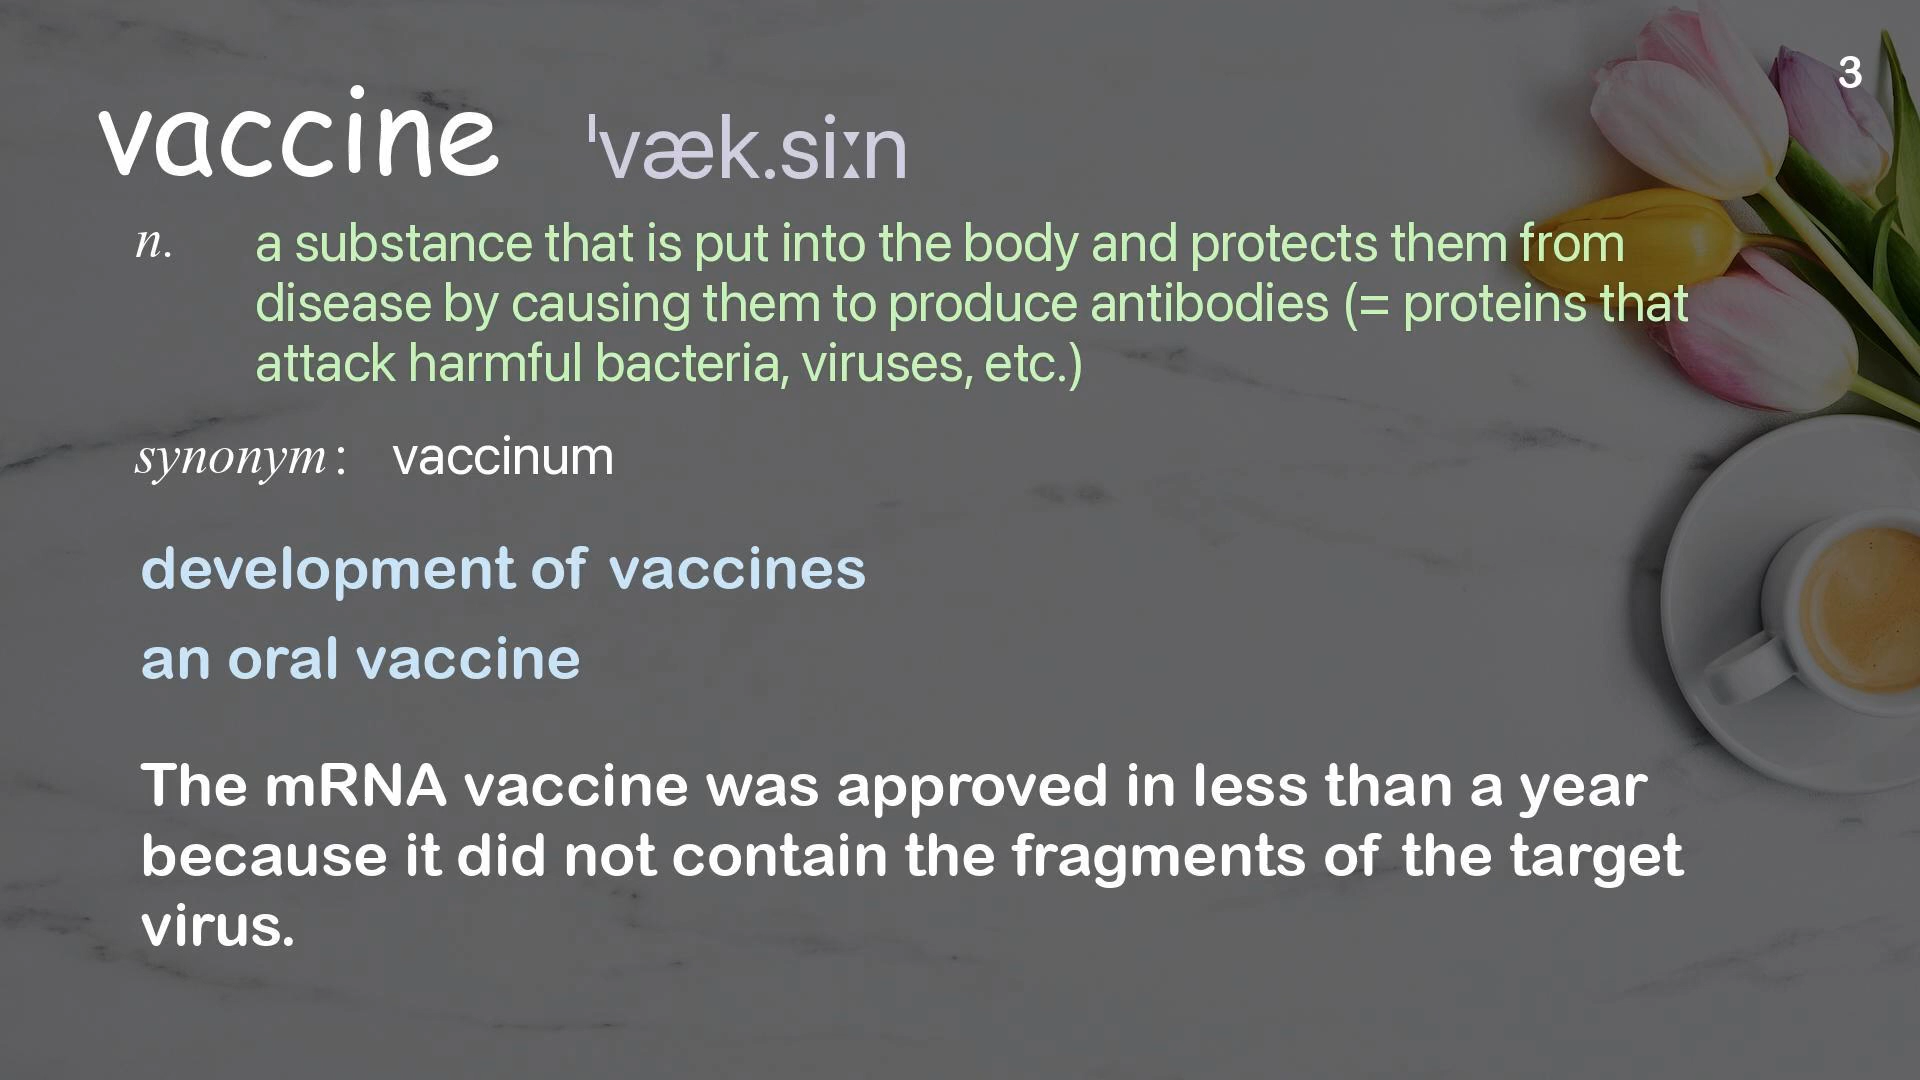 3
vaccine ˈvæk.siːn
n. a substance that is put into the body and protects them from
disease by causing them to produce antibodies (= proteins that
attack harmful bacteria, viruses, etc.)
synonym: vaccinum
development of vaccines
an oral vaccine
The mRNA vaccine was approved in less than a year
because it did not contain the fragments of the target
virus.